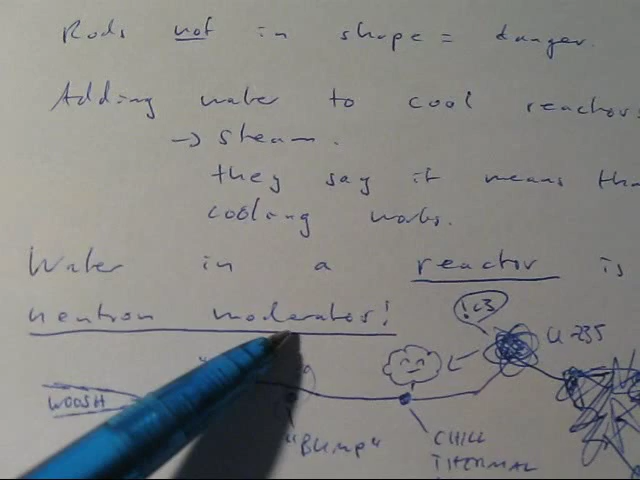 Rods not in shape = danger.
Adding water to cool reactors
→ steam.
they say it means tha
cooling works.
Water in a reactor is
neutron moderator!
!<3
U-235
WOOSH
"BUMP"
CHILL
THERMAL